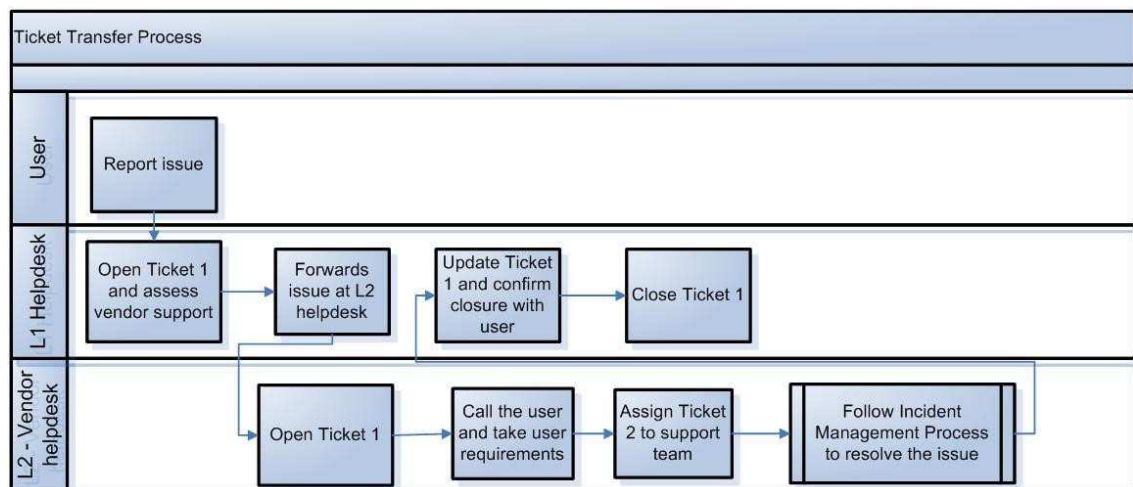 Ticket Transfer Process
User
Report issue
L1 Helpdesk
Open Ticket 1
and assess
vendor support
Forwards
issue at L2
helpdesk
Update Ticket
1 and confirm
closure with
user
Close Ticket 1
L2 - Vendor
helpdesk
Open Ticket 1
Call the user
and take user
requirements
Assign Ticket
2 to support
team
Follow Incident
Management Process
to resolve the issue